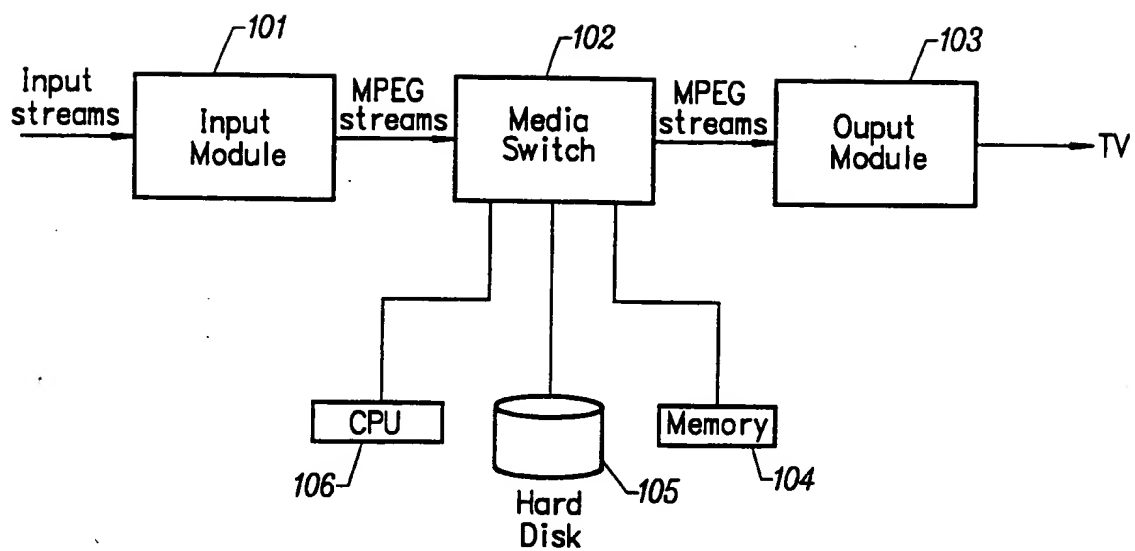 101
102
103
Input
streams
Input
Module
MPEG
streams
Media
Switch
MPEG
streams
Ouput
Module
TV
CPU
106
Hard
Disk
105
Memory
104